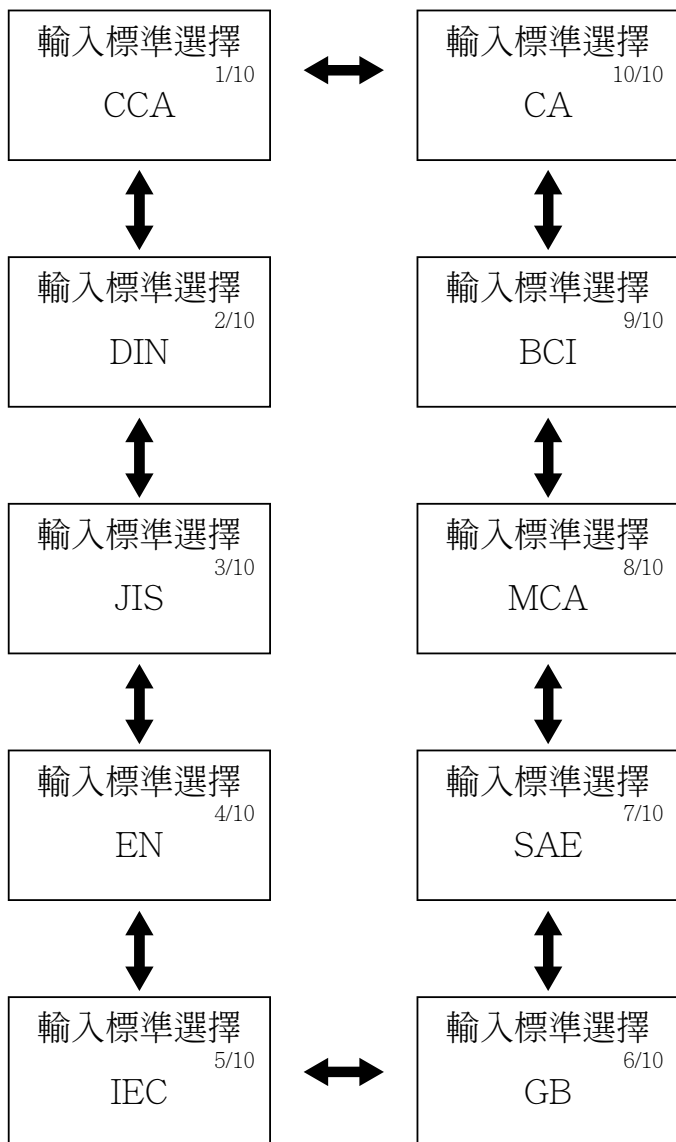 輸入標準選擇
1/10
CCA
輸入標準選擇
10/10
CA
輸入標準選擇
2/10
DIN
輸入標準選擇
9/10
BCI
輸入標準選擇
3/10
JIS
輸入標準選擇
8/10
MCA
輸入標準選擇
4/10
EN
輸入標準選擇
7/10
SAE
輸入標準選擇
5/10
IEC
輸入標準選擇
6/10
GB